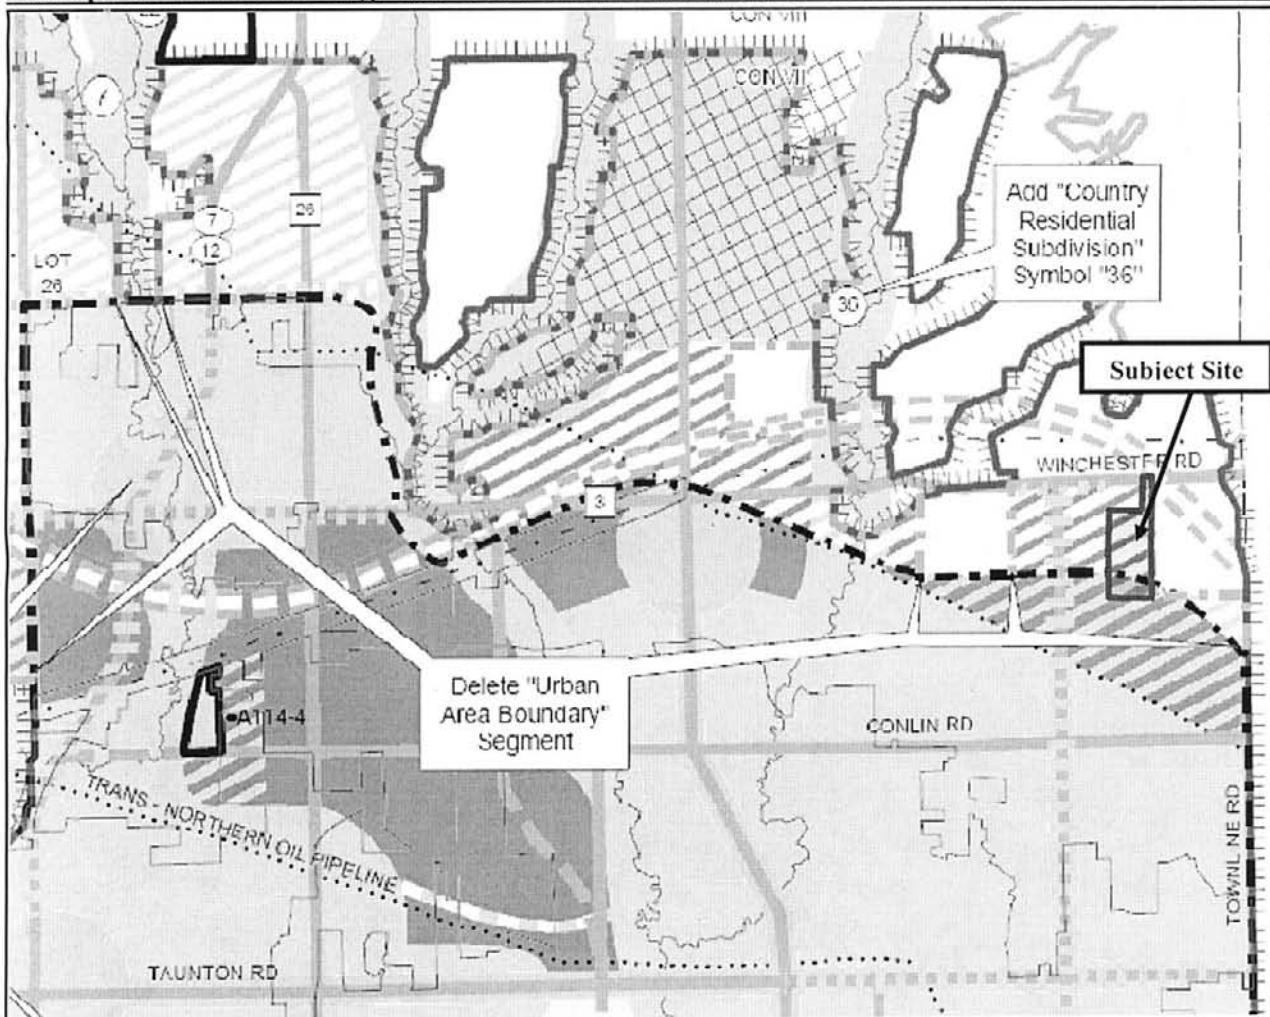 CON VIII
CON VII
7
26
7
12
LOT
26
Add "Country
Residential
Subdivision"
Symbol "36"
Subject Site
WINCHESTER RD
3
Delete "Urban
Area Boundary"
Segment
A114-4
CONLIN RD
TRANS - NORTHERN OIL PIPELINE
TOWNLINE RD
TAUNTON RD